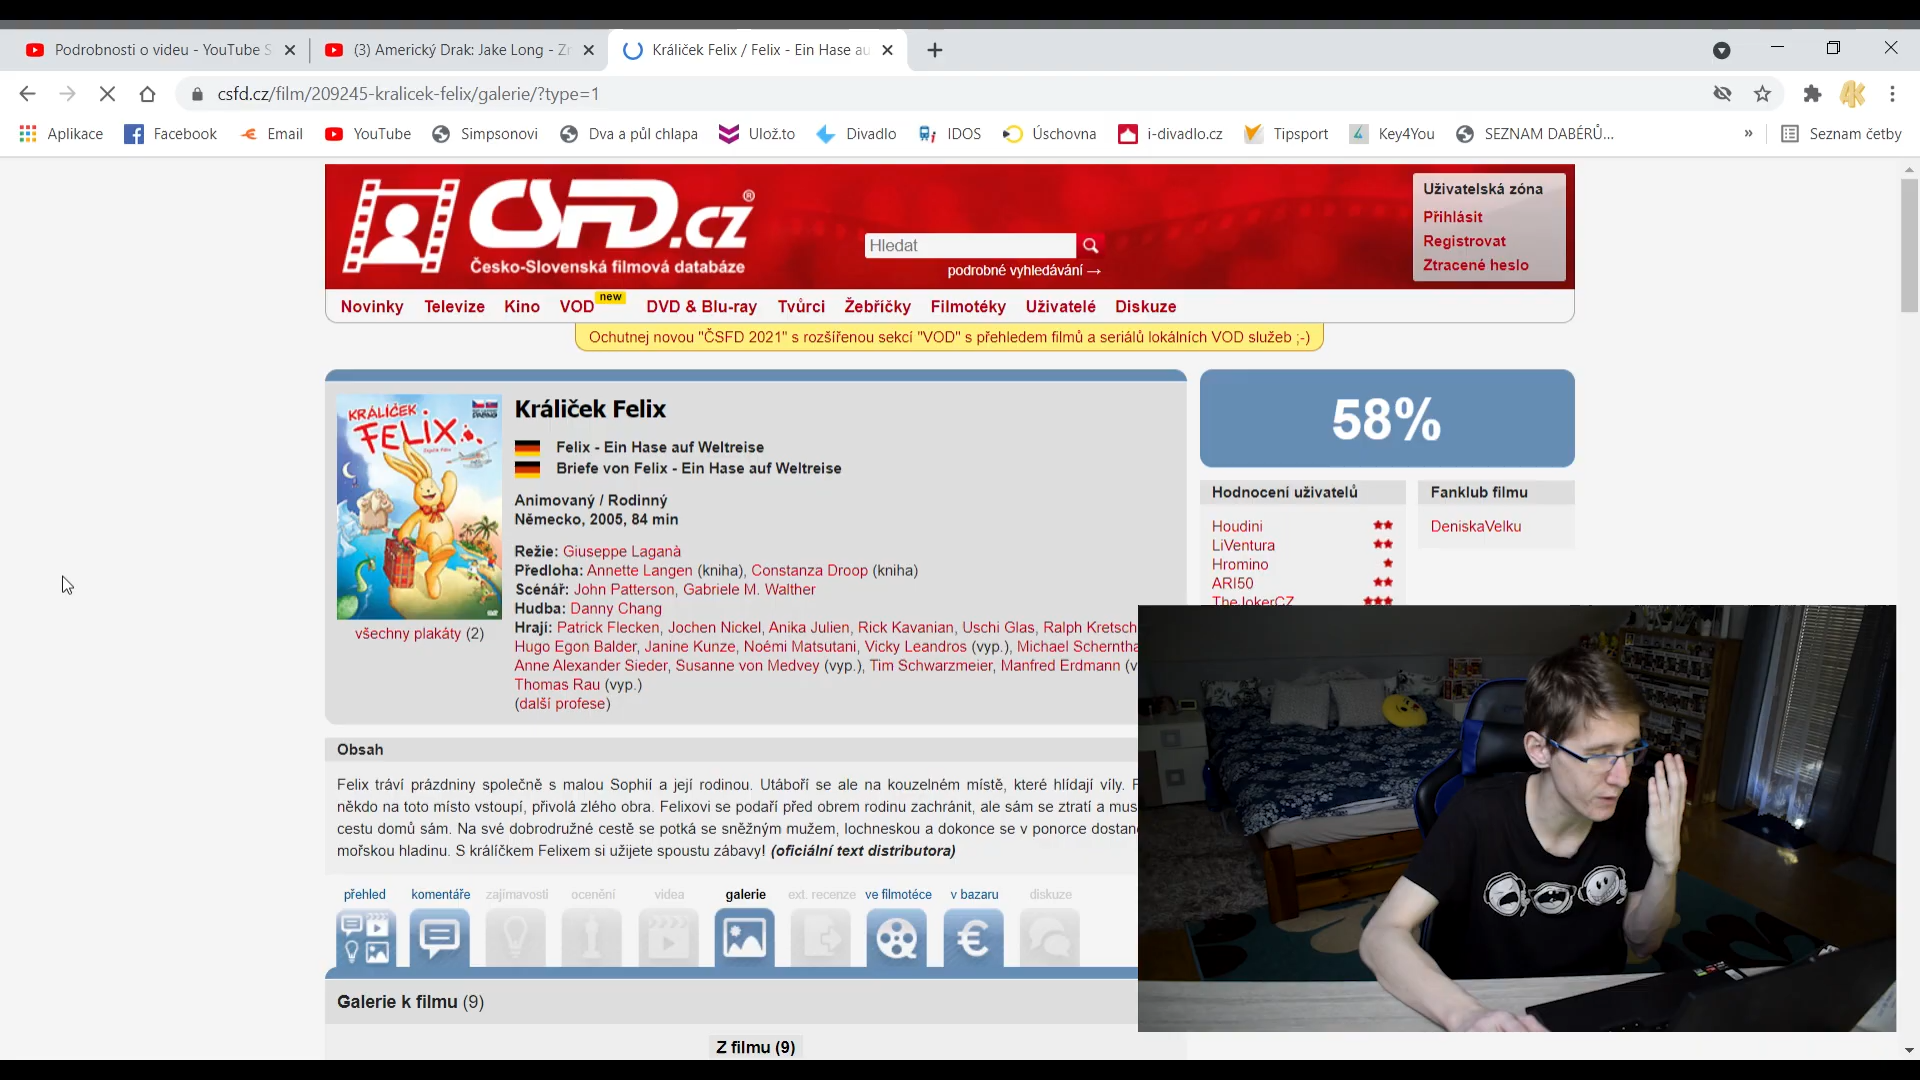 Podrobnosti o videu - YouTube S
(3) Americký Drak: Jake Long - Zn
Králiček Felix / Felix - Ein Hase au
csfd.cz/film/209245-kralicek-felix/galerie/?type=1
Aplikace
Facebook
Email
YouTube
Simpsonovi
Dva a půl chlapa
Ulož.to
Divadlo
IDOS
Úschovna
i-divadlo.cz
Tipsport
Key4You
SEZNAM DABÉRŮ...
»
Seznam četby
ČSFD.cz®
Česko-Slovenská filmová databáze
Hledat
podrobné vyhledávání →
Uživatelská zóna
Přihlásit
Registrovat
Ztracené heslo
Novinky Televize Kino VOD new DVD & Blu-ray Tvůrci Žebříčky Filmotéky Uživatelé Diskuze
Ochutnej novou "ČSFD 2021" s rozšířenou sekcí "VOD" s přehledem filmů a seriálů lokálních VOD služeb ;-)
KRÁLÍČEK
FELIX
všechny plakáty (2)
Králiček Felix
Felix - Ein Hase auf Weltreise
Briefe von Felix - Ein Hase auf Weltreise
Animovaný / Rodinný
Německo, 2005, 84 min
Režie: Giuseppe Laganà
Předloha: Annette Langen (kniha), Constanza Droop (kniha)
Scénář: John Patterson, Gabriele M. Walther
Hudba: Danny Chang
Hrají: Patrick Flecken, Jochen Nickel, Anika Julien, Rick Kavanian, Uschi Glas, Ralph Kretsch
Hugo Egon Balder, Janine Kunze, Noémi Matsutani, Vicky Leandros (vyp.), Michael Scherntha
Anne Alexander Sieder, Susanne von Medvey (vyp.), Tim Schwarzmeier, Manfred Erdmann (v
Thomas Rau (vyp.)
(další profese)
58%
Hodnocení uživatelů
Houdini
LiVentura
Hromino
ARI50
TheJokerCZ
Fanklub filmu
DeniskaVelku
Obsah
Felix tráví prázdniny společně s malou Sophií a její rodinou. Utáboří se ale na kouzelném místě, které hlídají víly. P
někdo na toto místo vstoupí, přivolá zlého obra. Felixovi se podaří před obrem rodinu zachránit, ale sám se ztratí a mus
cestu domů sám. Na své dobrodružné cestě se potká se sněžným mužem, lochneskou a dokonce se v ponorce dostane
mořskou hladinu. S králíčkem Felixem si užijete spoustu zábavy! (oficiální text distributora)
přehled komentáře zajímavosti ocenění videa galerie ext. recenze ve filmotéce v bazaru diskuze
Galerie k filmu (9)
Z filmu (9)